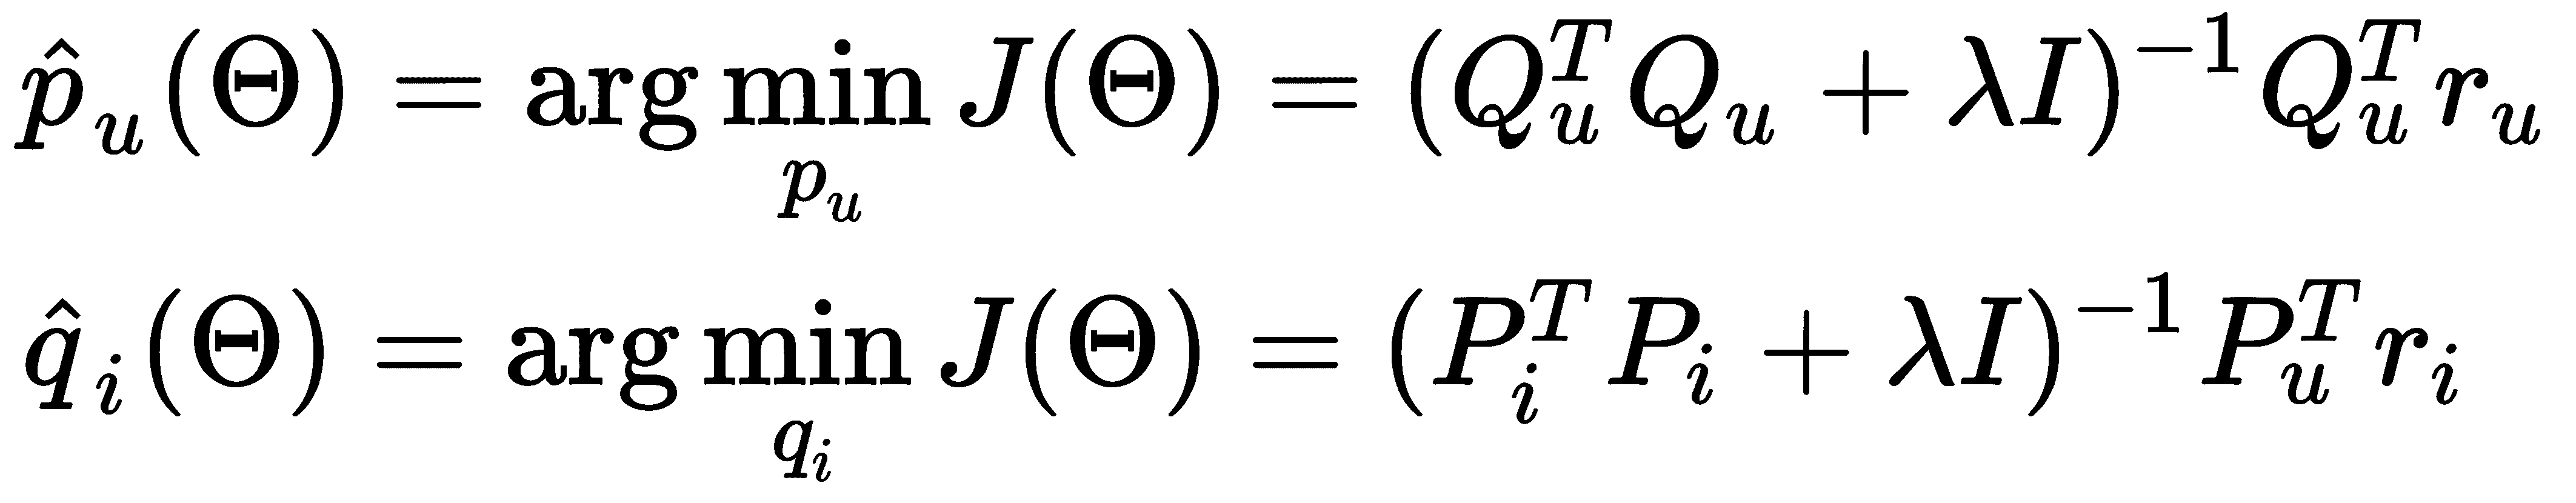 $\hat{p}_u(\Theta) = \arg\min_{p_u} J(\Theta) = (Q_u^T Q_u + \lambda I)^{-1} Q_u^T r_u$
$\hat{q}_i(\Theta) = \arg\min_{q_i} J(\Theta) = (P_i^T P_i + \lambda I)^{-1} P_u^T r_i$